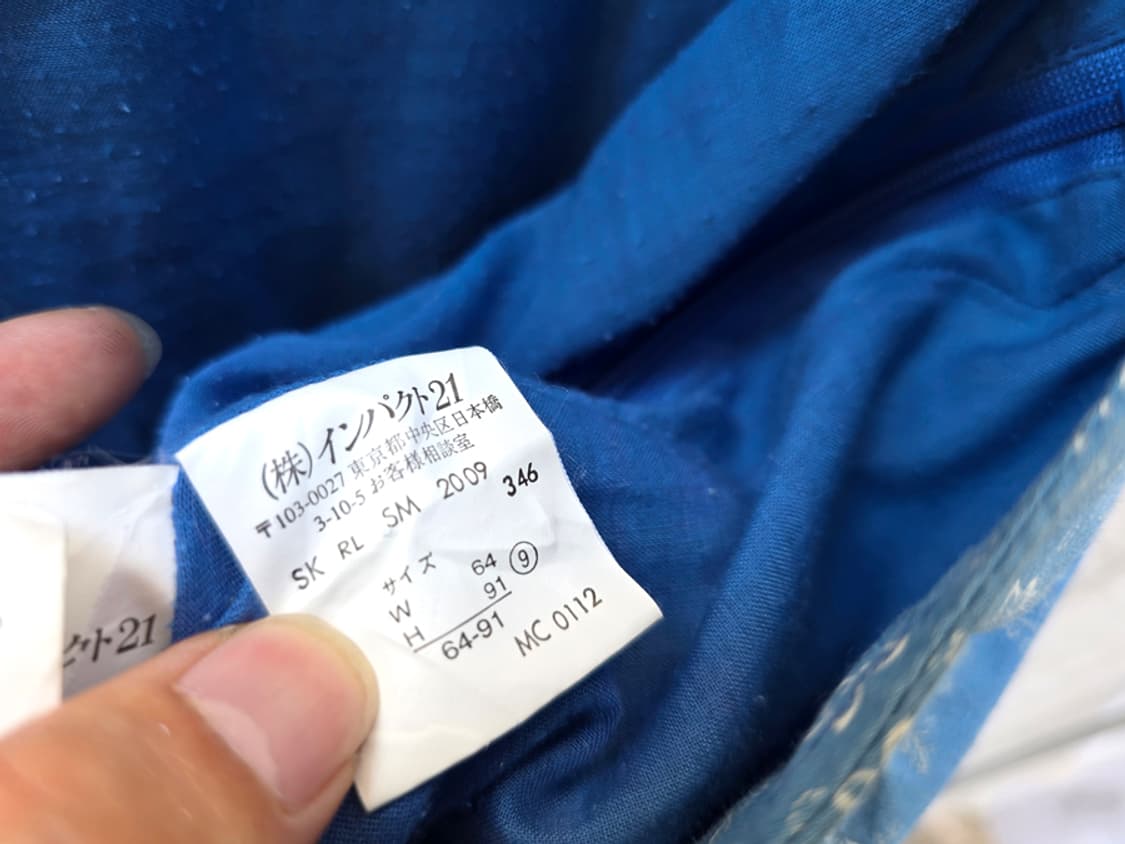 (株)インパクト21
〒103-0027 東京都中央区日本橋
3-10-5 お客様相談室
SK RL SM 2009 346
サイズ ⑨
W 64
H 91
64-91
MC 0112
クト21